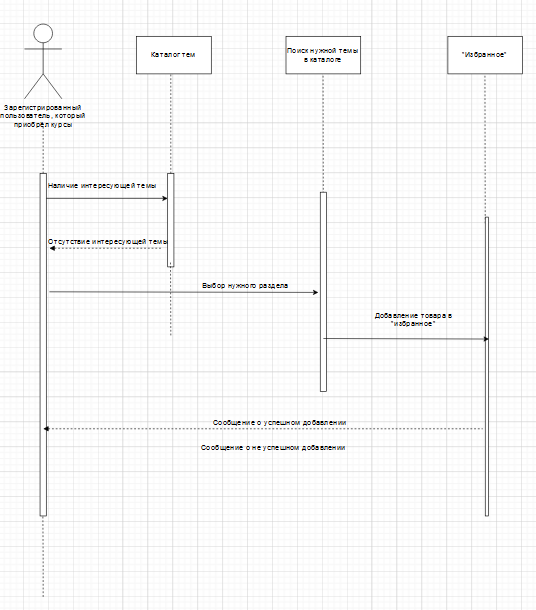 Каталог тем
Поиск нужной темы
в каталоге
"Избранное"
Зарегистрированный
пользователь, который
приобрёл курсы
Наличие интересующей темы
Отсутствие интересующей темы
Выбор нужного раздела
Добавление товара в
"избранное"
Сообщение о успешном добавлении
Сообщение о не успешном добавлении